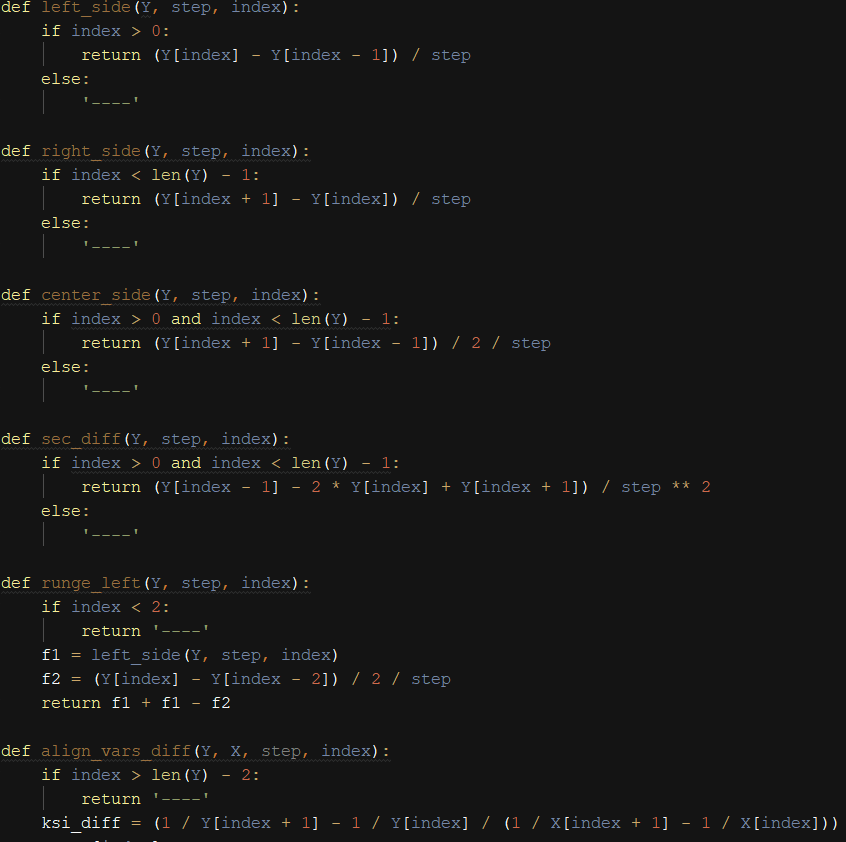 def left_side(Y, step, index):
    if index > 0:
        return (Y[index] - Y[index - 1]) / step
    else:
        '----'

def right_side(Y, step, index):
    if index < len(Y) - 1:
        return (Y[index + 1] - Y[index]) / step
    else:
        '----'

def center_side(Y, step, index):
    if index > 0 and index < len(Y) - 1:
        return (Y[index + 1] - Y[index - 1]) / 2 / step
    else:
        '----'

def sec_diff(Y, step, index):
    if index > 0 and index < len(Y) - 1:
        return (Y[index - 1] - 2 * Y[index] + Y[index + 1]) / step ** 2
    else:
        '----'

def runge_left(Y, step, index):
    if index < 2:
        return '----'
    f1 = left_side(Y, step, index)
    f2 = (Y[index] - Y[index - 2]) / 2 / step
    return f1 + f1 - f2

def align_vars_diff(Y, X, step, index):
    if index > len(Y) - 2:
        return '----'
    ksi_diff = (1 / Y[index + 1] - 1 / Y[index] / (1 / X[index + 1] - 1 / X[index]))